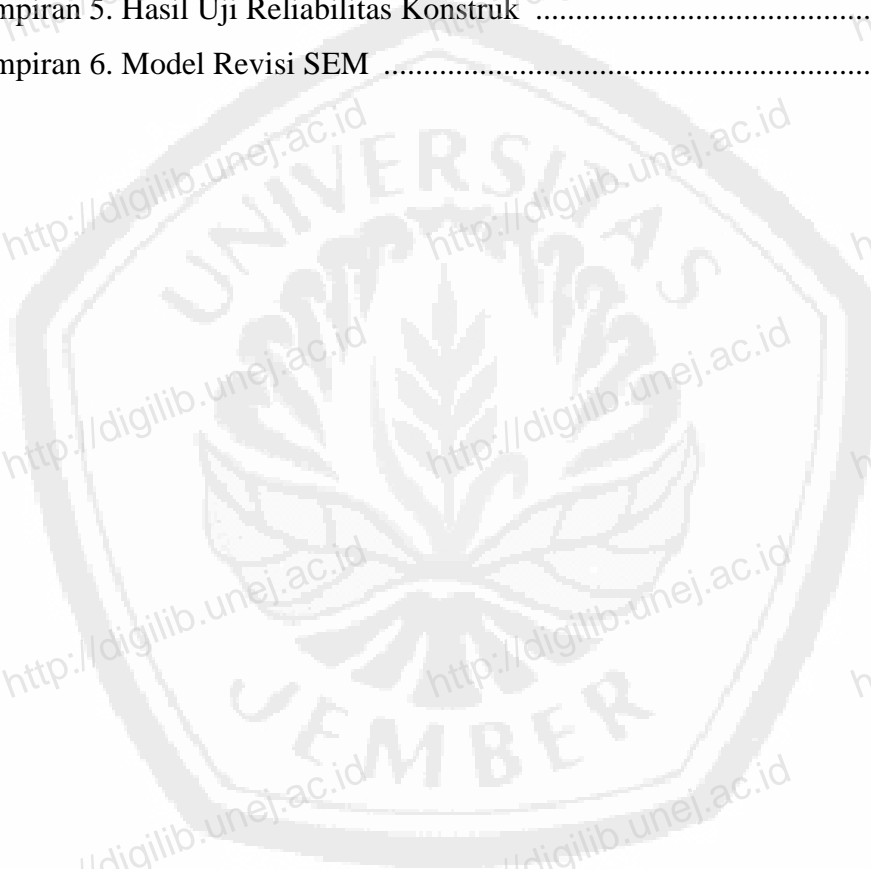 mpiran 5. Hasil Uji Reliabilitas Konstruk ..........................................
mpiran 6. Model Revisi SEM .............................................................
http://digilib.unej.ac.id
http://digilib.unej.ac.id
UNIVERSITAS
http://digilib.unej.ac.id
http://digilib.unej.ac.id
http://digilib.unej.ac.id
http://digilib.unej.ac.id
JEMBER
//digilib.unej.ac.id
//digilib.unej.ac.id